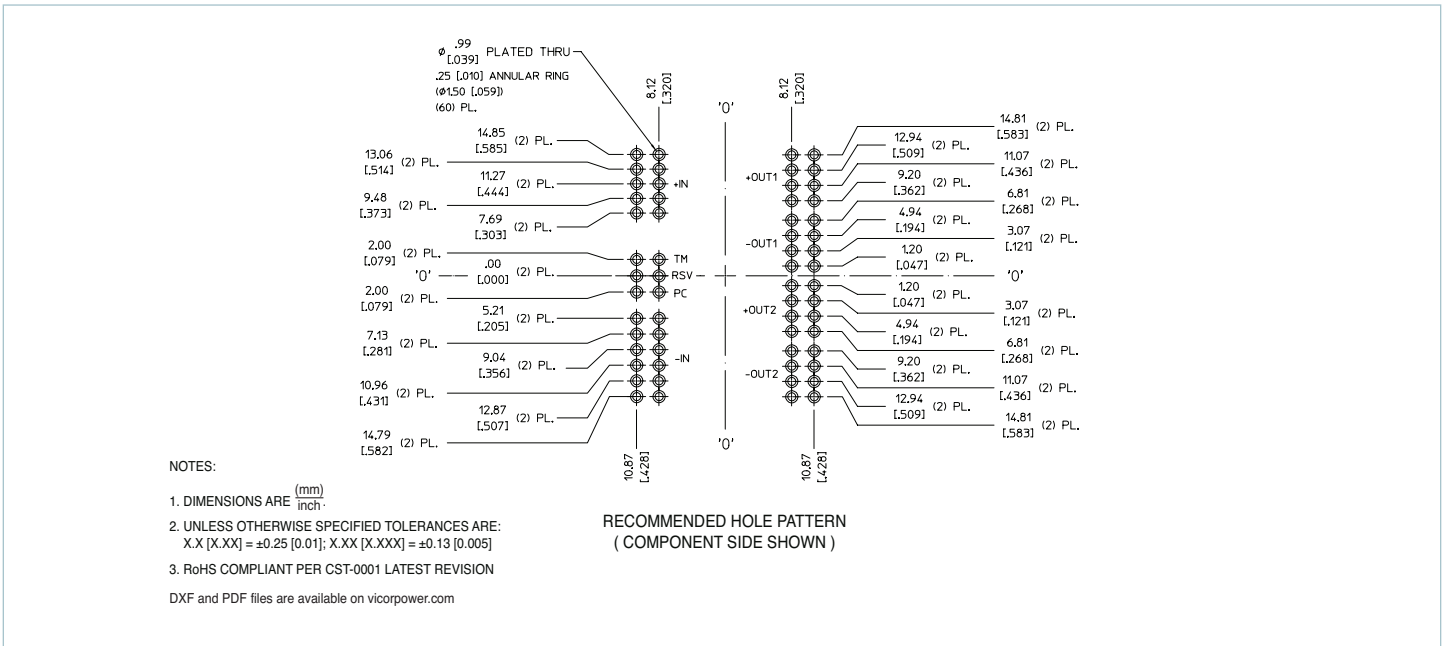 ø .99 PLATED THRU
[.039]
.25 [.010] ANNULAR RING
(ø1.50 [.059])
(60) PL.
8.12
[.320]
'0'
8.12
[.320]
14.85
[.585] (2) PL.
13.06
[.514] (2) PL.
11.27
[.444] (2) PL.
9.48
[.373] (2) PL.
7.69
[.303] (2) PL.
2.00
[.079] (2) PL.
'0'
.00
[.000] (2) PL.
2.00
[.079] (2) PL.
5.21
[.205] (2) PL.
7.13
[.281] (2) PL.
9.04
[.356] (2) PL.
10.96
[.431] (2) PL.
12.87
[.507] (2) PL.
14.79
[.582] (2) PL.
+IN
TM
RSV
PC
-IN
10.87
[.428]
'0'
+OUT1
-OUT1
+OUT2
-OUT2
10.87
[.428]
14.81
[.583] (2) PL.
12.94
[.509] (2) PL.
11.07
[.436] (2) PL.
9.20
[.362] (2) PL.
6.81
[.268] (2) PL.
4.94
[.194] (2) PL.
3.07
[.121] (2) PL.
1.20
[.047] (2) PL.
'0'
1.20
[.047] (2) PL.
3.07
[.121] (2) PL.
4.94
[.194] (2) PL.
6.81
[.268] (2) PL.
9.20
[.362] (2) PL.
11.07
[.436] (2) PL.
12.94
[.509] (2) PL.
14.81
[.583] (2) PL.
RECOMMENDED HOLE PATTERN
( COMPONENT SIDE SHOWN )
NOTES:
1. DIMENSIONS ARE (mm)
inch.
2. UNLESS OTHERWISE SPECIFIED TOLERANCES ARE:
X.X [X.XX] = ±0.25 [0.01]; X.XX [X.XXX] = ±0.13 [0.005]
3. RoHS COMPLIANT PER CST-0001 LATEST REVISION
DXF and PDF files are available on vicorpower.com